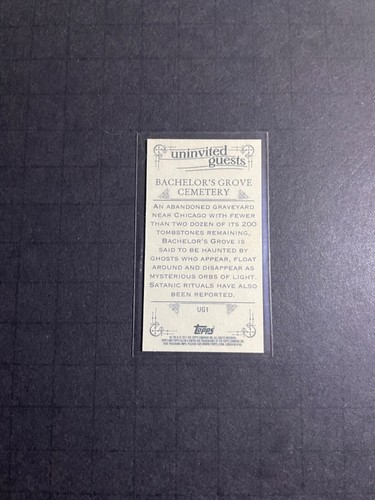 uninvited
guests
BACHELOR'S GROVE
CEMETERY
AN ABANDONED GRAVEYARD
NEAR CHICAGO WITH FEWER
THAN TWO DOZEN OF ITS 200
TOMBSTONES REMAINING,
BACHELOR'S GROVE IS
SAID TO BE HAUNTED BY
GHOSTS WHO APPEAR, FLOAT
AROUND AND DISAPPEAR AS
MYSTERIOUS ORBS OF LIGHT.
SATANIC RITUALS HAVE ALSO
BEEN REPORTED.
UG1
Topps